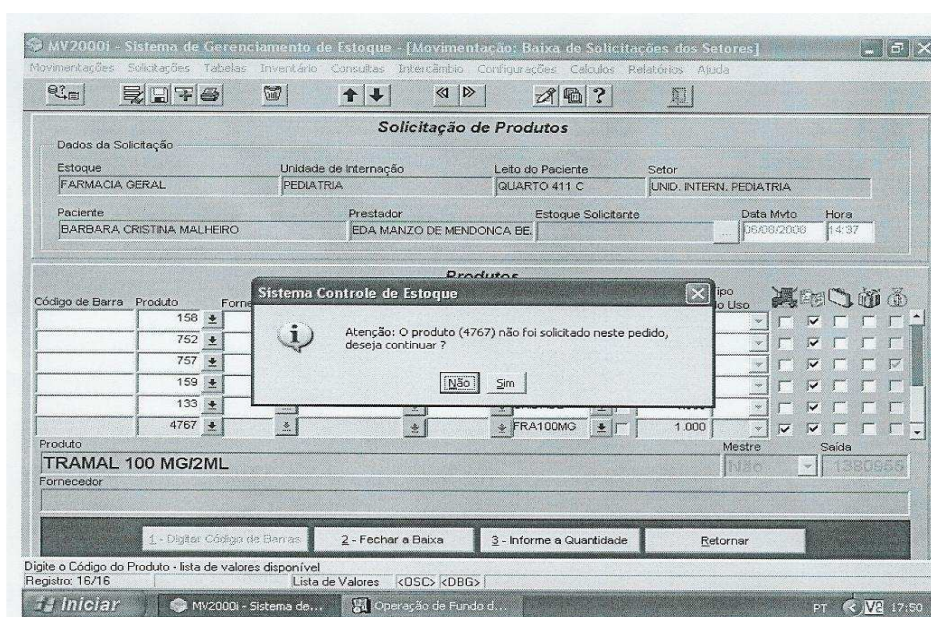 MV2000i - Sistema de Gerenciamento de Estoque - [Movimentação: Baixa de Solicitações dos Setores]
Movimentações Solicitações Tabelas Inventário Consultas Intercâmbio Configurações Calculos Relatórios Ajuda
Solicitação de Produtos
Dados da Solicitação
Estoque Unidade de Internação Leito do Paciente Setor
FARMACIA GERAL PEDIATRIA QUARTO 411 C UNID. INTERN. PEDIATRIA
Paciente Prestador Estoque Solicitante Data Mvto Hora
BARBARA CRISTINA MALHEIRO EDA MANZO DE MENDONCA BE. ... 06/08/2008 14:37
Produtos
Código de Barra Produto Forne
Sistema Controle de Estoque
ipo
o Uso
158
752
757
159
133
Atenção: O produto (4767) não foi solicitado neste pedido,
deseja continuar ?
Não Sim
4767 FRA100MG 1.000
Produto Mestre Saída
TRAMAL 100 MG/2ML Não 1380955
Fornecedor
1 - Digitar Código de Barras 2 - Fechar a Baixa 3 - Informe a Quantidade Retornar
Digite o Código do Produto - lista de valores disponível
Registro: 16/16 Lista de Valores <OSC> <DBG>
Iniciar MV2000i - Sistema de... Operação de Fundo d... PT V2 17:50